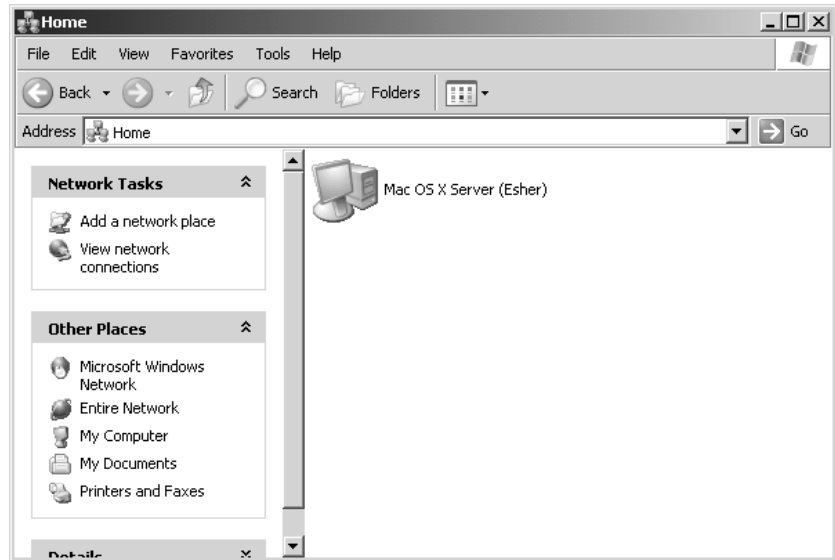 Home
File Edit View Favorites Tools Help
Back Search Folders
Address Home Go
Network Tasks
Add a network place
View network
connections
Other Places
Microsoft Windows
Network
Entire Network
My Computer
My Documents
Printers and Faxes
Details
Mac OS X Server (Esher)